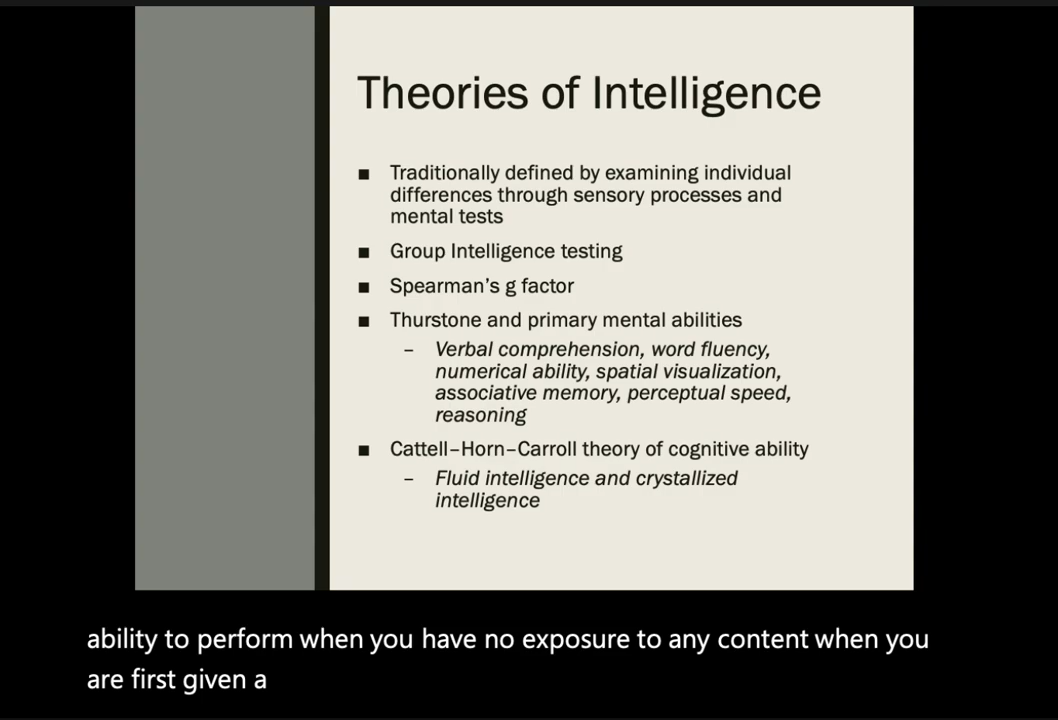 Theories of Intelligence
■ Traditionally defined by examining individual
differences through sensory processes and
mental tests
■ Group Intelligence testing
■ Spearman's g factor
■ Thurstone and primary mental abilities
– Verbal comprehension, word fluency,
numerical ability, spatial visualization,
associative memory, perceptual speed,
reasoning
■ Cattell–Horn–Carroll theory of cognitive ability
– Fluid intelligence and crystallized
intelligence
ability to perform when you have no exposure to any content when you
are first given a